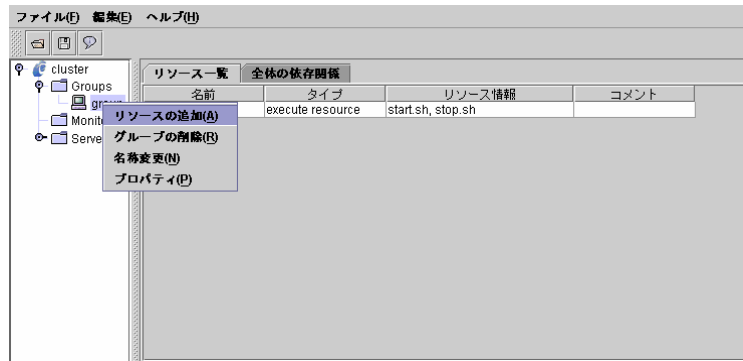 ファイル(F) 編集(E) ヘルプ(H)
cluster
Groups
group
Monit
Serve
リソース一覧 全体の依存関係
名前 タイプ リソース情報 コメント
execute resource start.sh, stop.sh
リソースの追加(A)
グループの削除(R)
名称変更(N)
プロパティ(P)